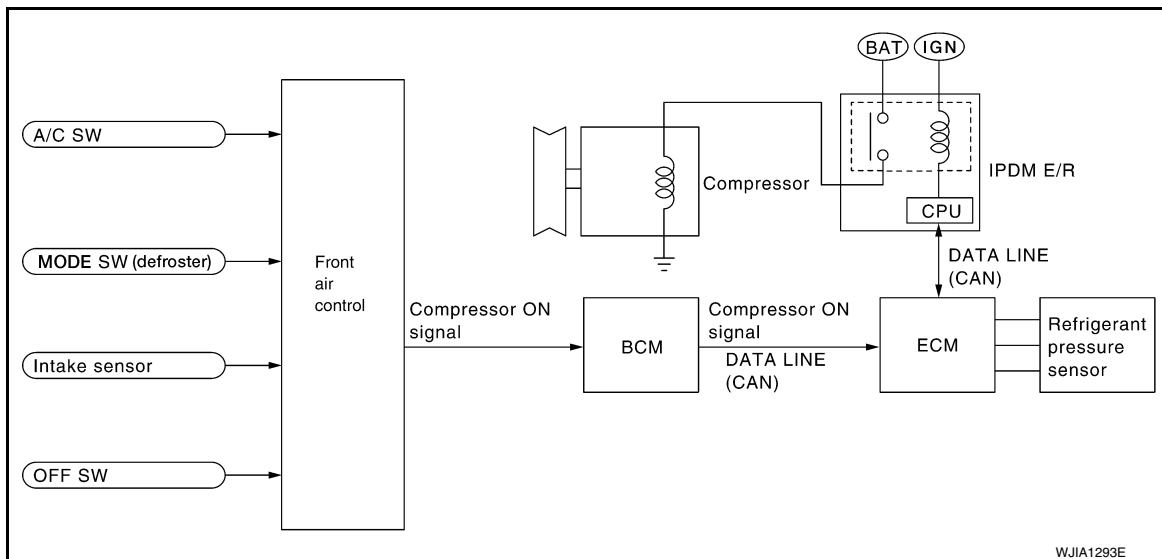 BAT
IGN
A/C SW
Compressor
IPDM E/R
CPU
MODE SW (defroster)
Front
air
control
DATA LINE
(CAN)
Compressor ON
signal
BCM
Compressor ON
signal
DATA LINE
(CAN)
ECM
Refrigerant
pressure
sensor
Intake sensor
OFF SW
WJIA1293E